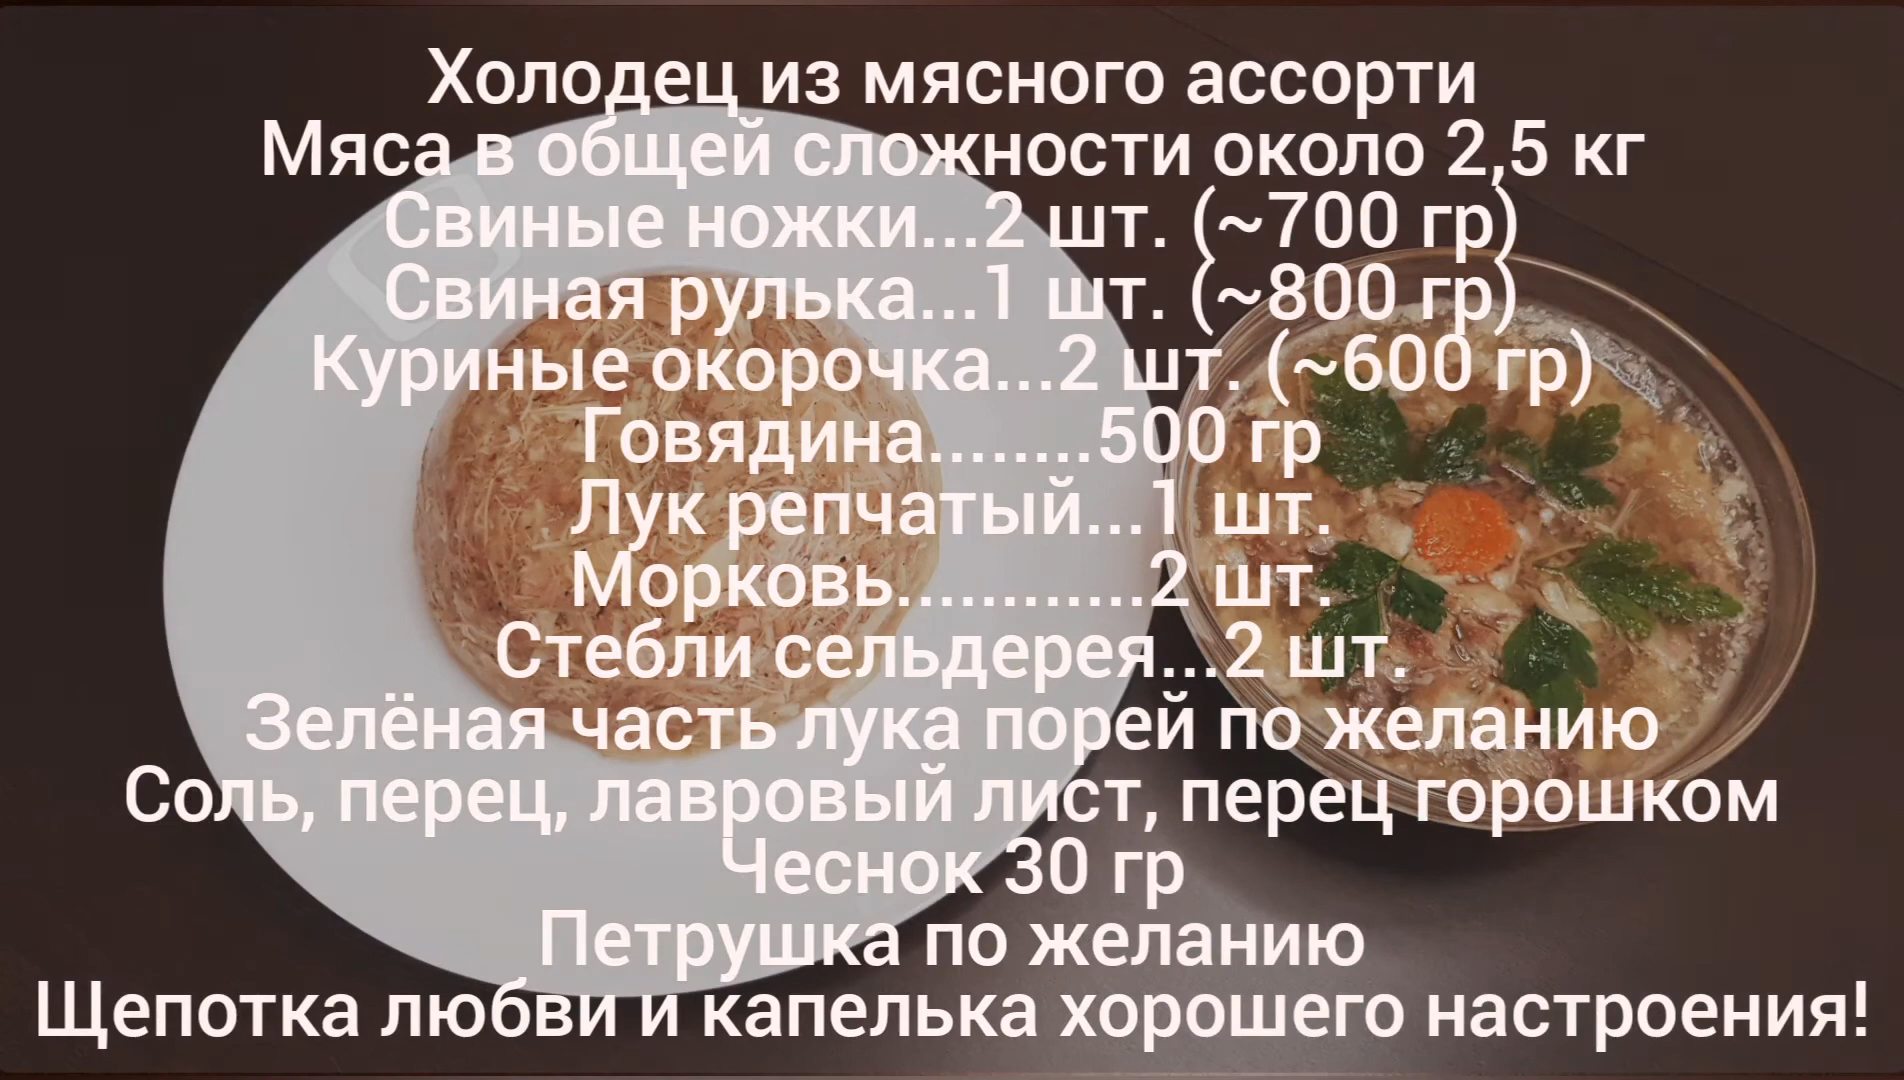 Холодец из мясного ассорти
Мяса в общей сложности около 2,5 кг
Свиные ножки...2 шт. (~700 гр)
Свиная рулька...1 шт. (~800 гр)
Куриные окорочка...2 шт. (~600 гр)
Говядина........500 гр
Лук репчатый...1 шт.
Морковь............2 шт.
Стебли сельдерея...2 шт.
Зелёная часть лука порей по желанию
Соль, перец, лавровый лист, перец горошком
Чеснок 30 гр
Петрушка по желанию
Щепотка любви и капелька хорошего настроения!